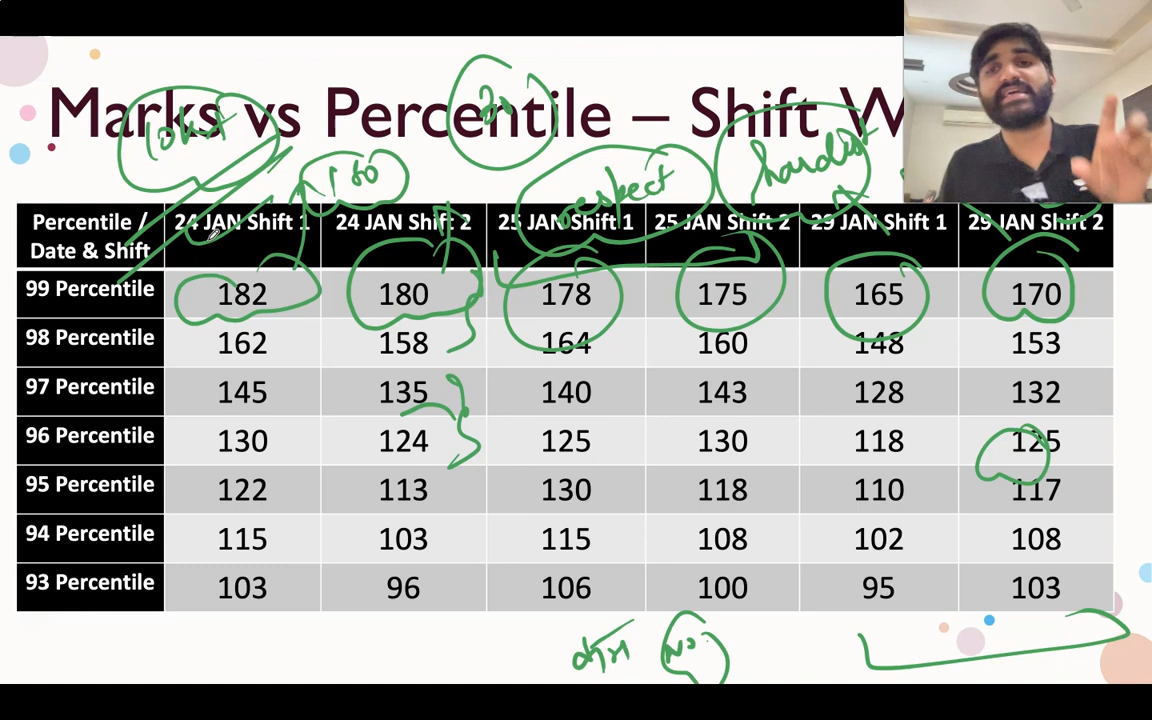 Marks vs Percentile – Shift W
180
respect
hardest
Percentile / Date & Shift 24 JAN Shift 1 24 JAN Shift 2 25 JAN Shift 1 25 JAN Shift 2 29 JAN Shift 1 29 JAN Shift 2
99 Percentile 182 180 178 175 165 170
98 Percentile 162 158 164 160 148 153
97 Percentile 145 135 140 143 128 132
96 Percentile 130 124 125 130 118 125
95 Percentile 122 113 130 118 110 117
94 Percentile 115 103 115 108 102 108
93 Percentile 103 96 106 100 95 103